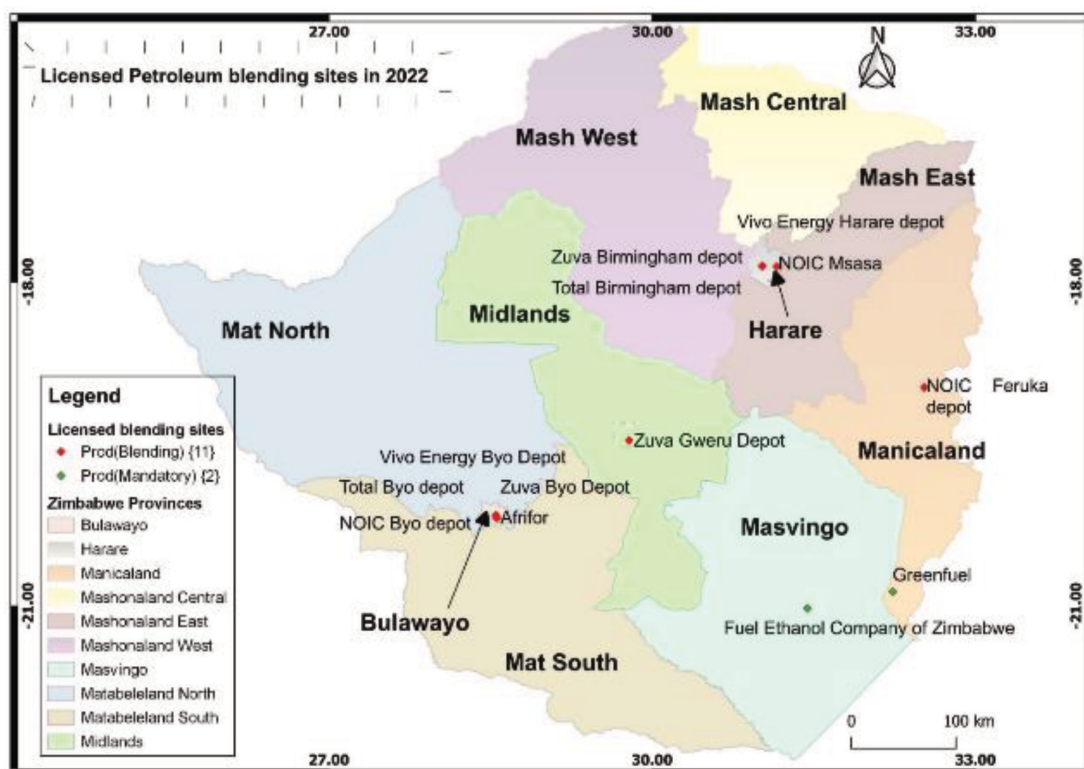 27.00 30.00 33.00
N
Licensed Petroleum blending sites in 2022
Mash Central
Mash West
Mash East
Vivo Energy Harare depot
Zuva Birmingham depot
NOIC Msasa
-18.00
-18.00
Total Birmingham depot
Midlands
Harare
Mat North
NOIC Feruka
depot
Legend
Licensed blending sites
Prod(Blending) {11}
Prod(Mandatory) {2}
Zimbabwe Provinces
Bulawayo
Harare
Manicaland
Mashonaland Central
Mashonaland East
Mashonaland West
Masvingo
Matabeleland North
Matabeleland South
Midlands
Zuva Gweru Depot
Manicaland
Vivo Energy Byo Depot
Total Byo depot
Zuva Byo Depot
NOIC Byo depot
Afrifor
Masvingo
Greenfuel
-21.00
-21.00
Bulawayo
Fuel Ethanol Company of Zimbabwe
Mat South
0 100 km
27.00 30.00 33.00